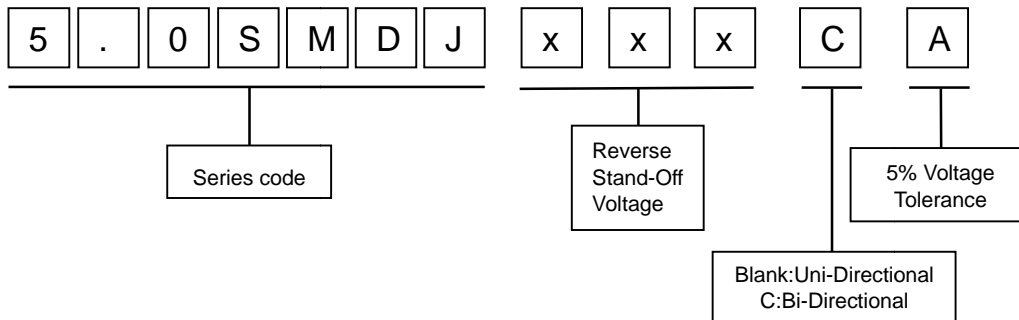 5 . 0 S M D J x x x C A
Series code
Reverse
Stand-Off
Voltage
5% Voltage
Tolerance
Blank:Uni-Directional
C:Bi-Directional